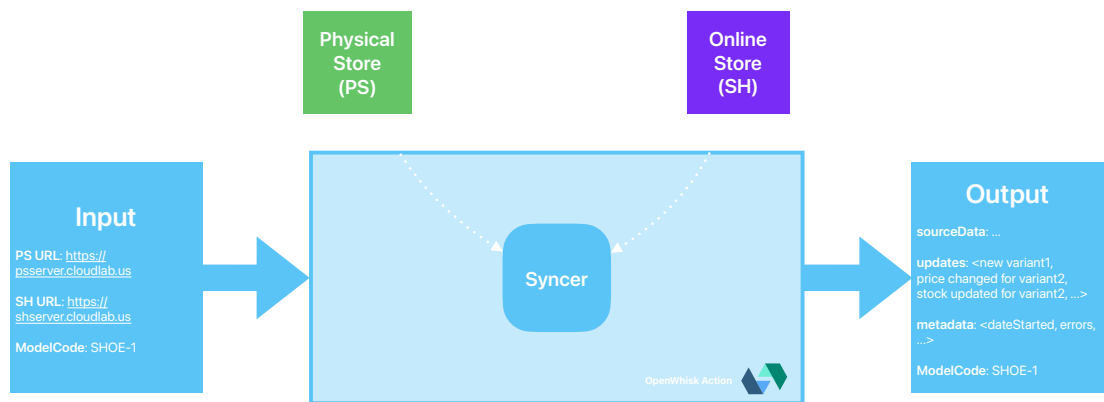 Physical
Store
(PS)
Online
Store
(SH)
Input
PS URL: https://
psserver.cloudlab.us
SH URL: https://
shserver.cloudlab.us
ModelCode: SHOE-1
Syncer
OpenWhisk Action
Output
sourceData: ...
updates: <new variant1,
price changed for variant2,
stock updated for variant2, ...>
metadata: <dateStarted, errors,
...>
ModelCode: SHOE-1